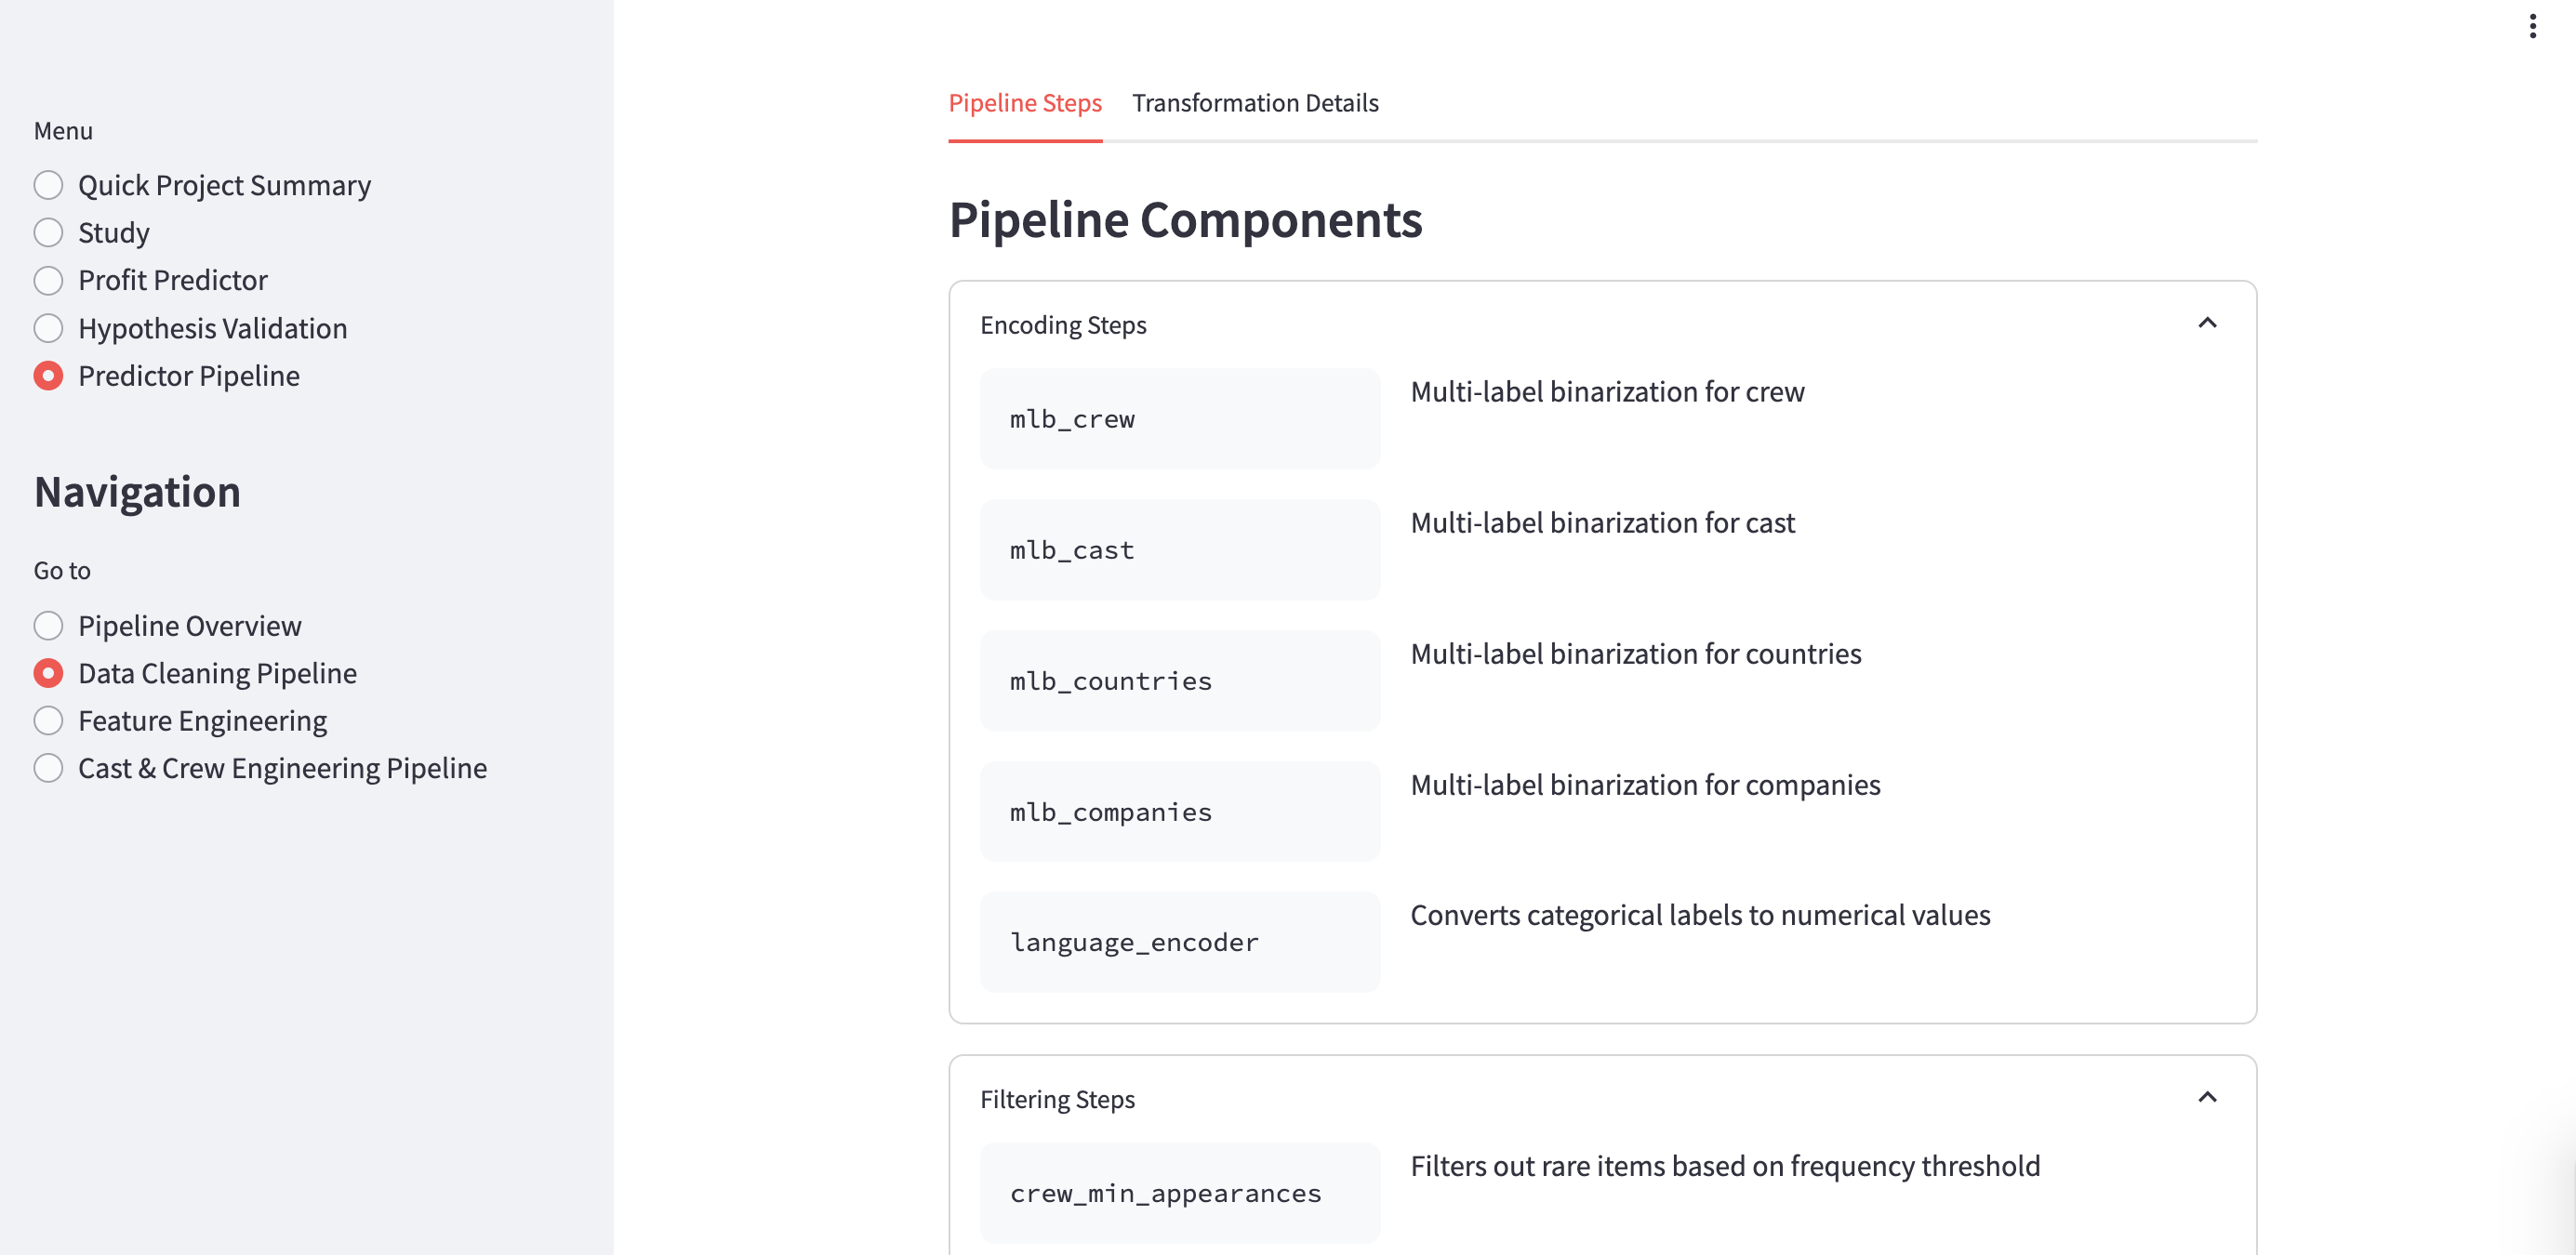 Menu
Quick Project Summary
Study
Profit Predictor
Hypothesis Validation
Predictor Pipeline
Navigation
Go to
Pipeline Overview
Data Cleaning Pipeline
Feature Engineering
Cast & Crew Engineering Pipeline
Pipeline Steps Transformation Details
Pipeline Components
Encoding Steps
mlb_crew Multi-label binarization for crew
mlb_cast Multi-label binarization for cast
mlb_countries Multi-label binarization for countries
mlb_companies Multi-label binarization for companies
language_encoder Converts categorical labels to numerical values
Filtering Steps
crew_min_appearances Filters out rare items based on frequency threshold